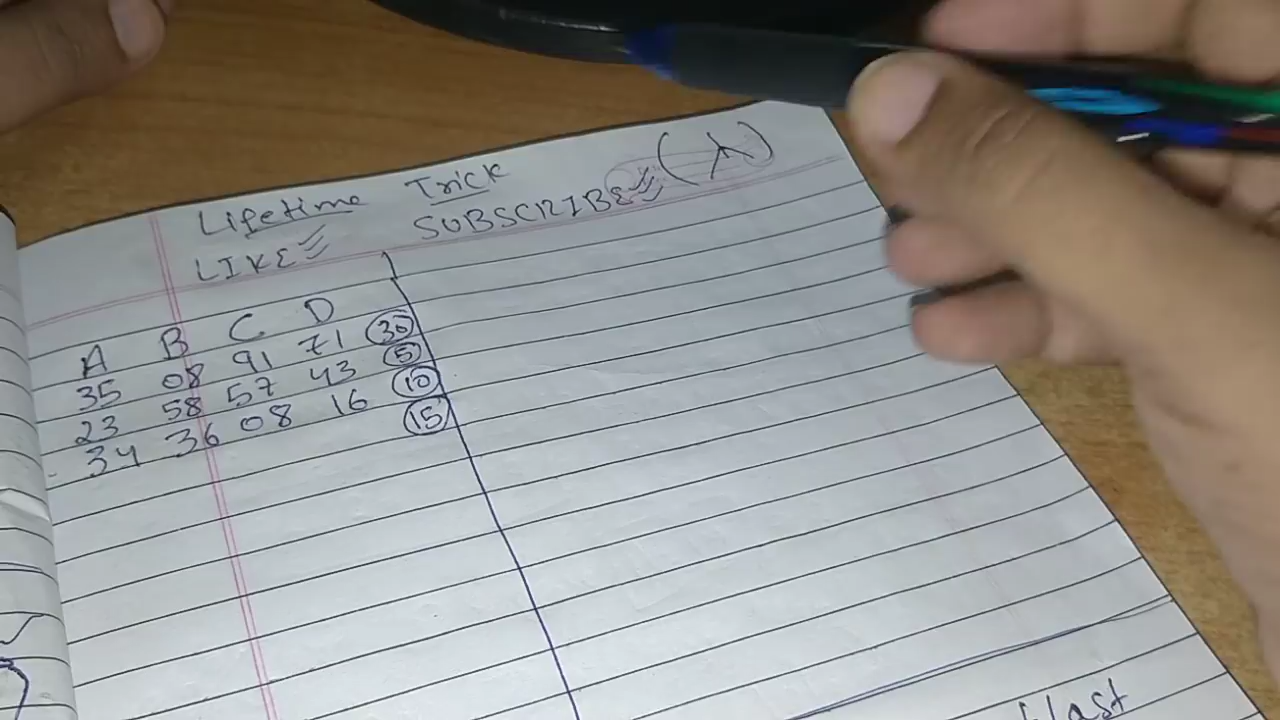 Lifetime Trick
LIKE SUBSCRIBE (λ)
A B C D
35 08 91 71 30
23 58 57 43 5
34 36 08 16 10
15
last